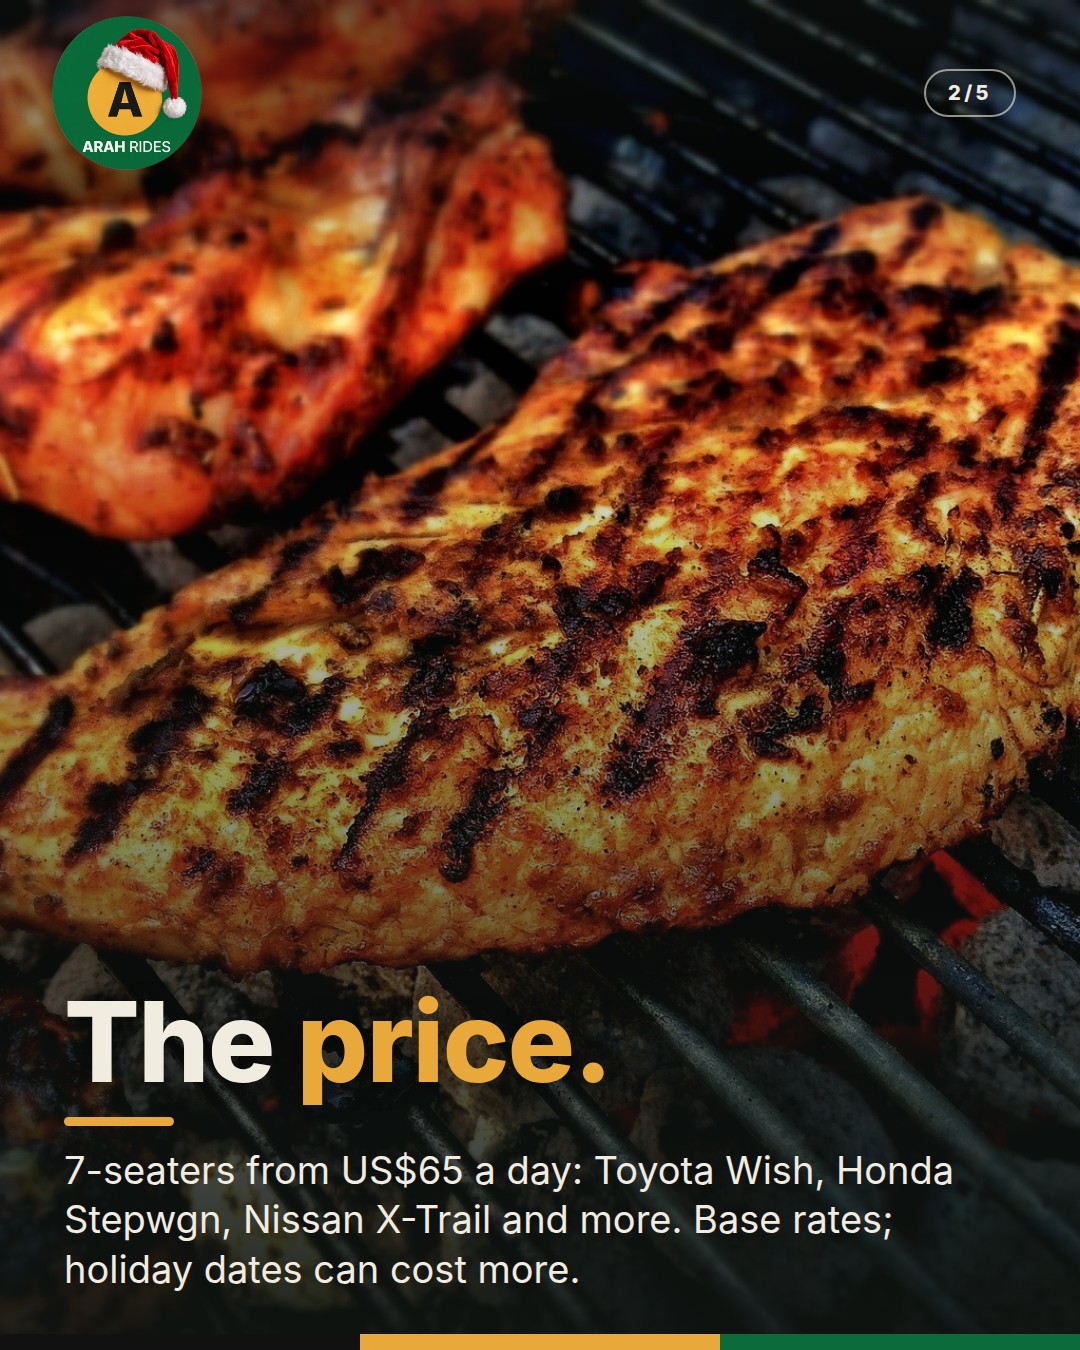 A
ARAH RIDES
2/5
The price.
7-seaters from US$65 a day: Toyota Wish, Honda
Stepwgn, Nissan X-Trail and more. Base rates;
holiday dates can cost more.